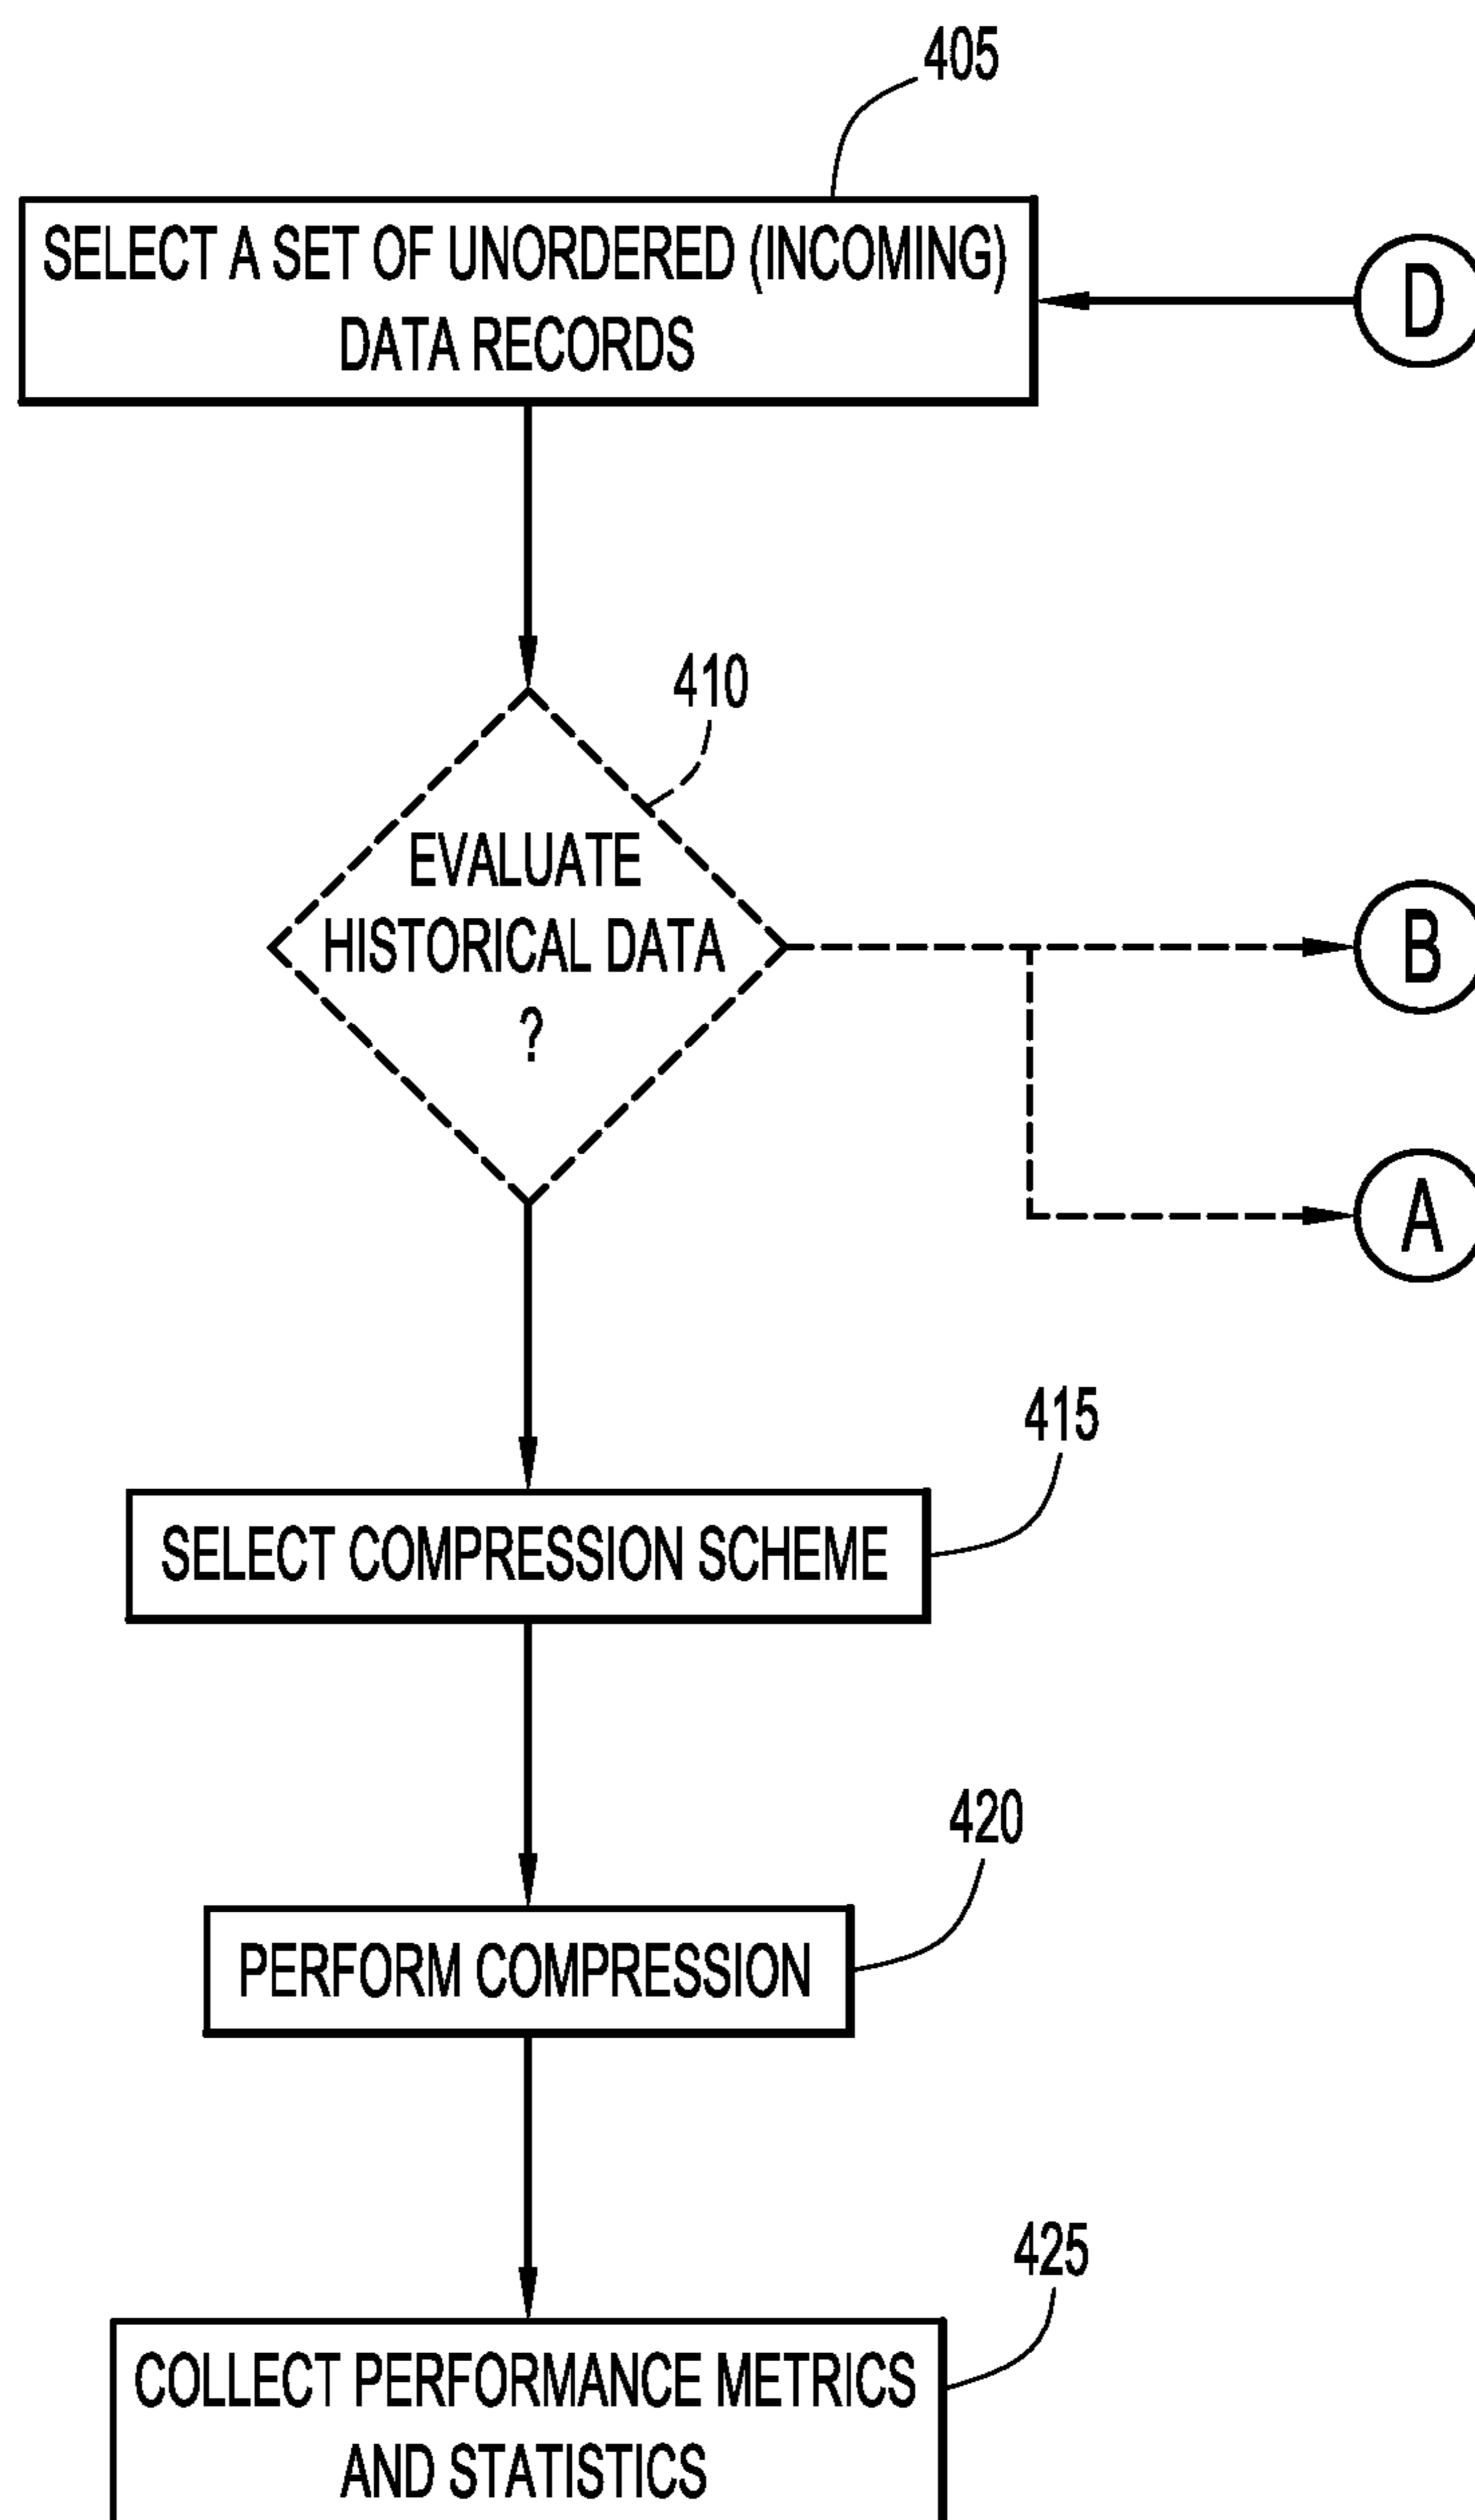 405
SELECT A SET OF UNORDERED (INCOMING)
DATA RECORDS
D
410
EVALUATE
HISTORICAL DATA
?
B
A
415
SELECT COMPRESSION SCHEME
420
PERFORM COMPRESSION
425
COLLECT PERFORMANCE METRICS
AND STATISTICS